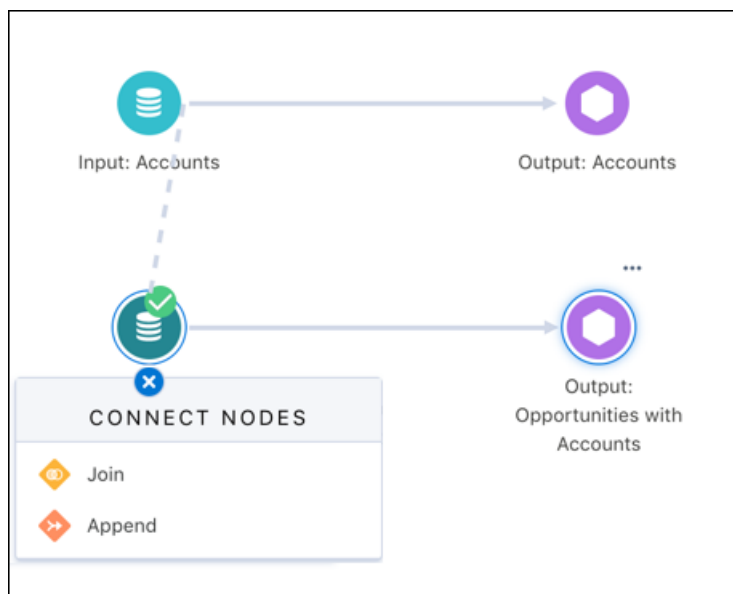 Input: Accounts
Output: Accounts
Output:
Opportunities with
Accounts
CONNECT NODES
Join
Append